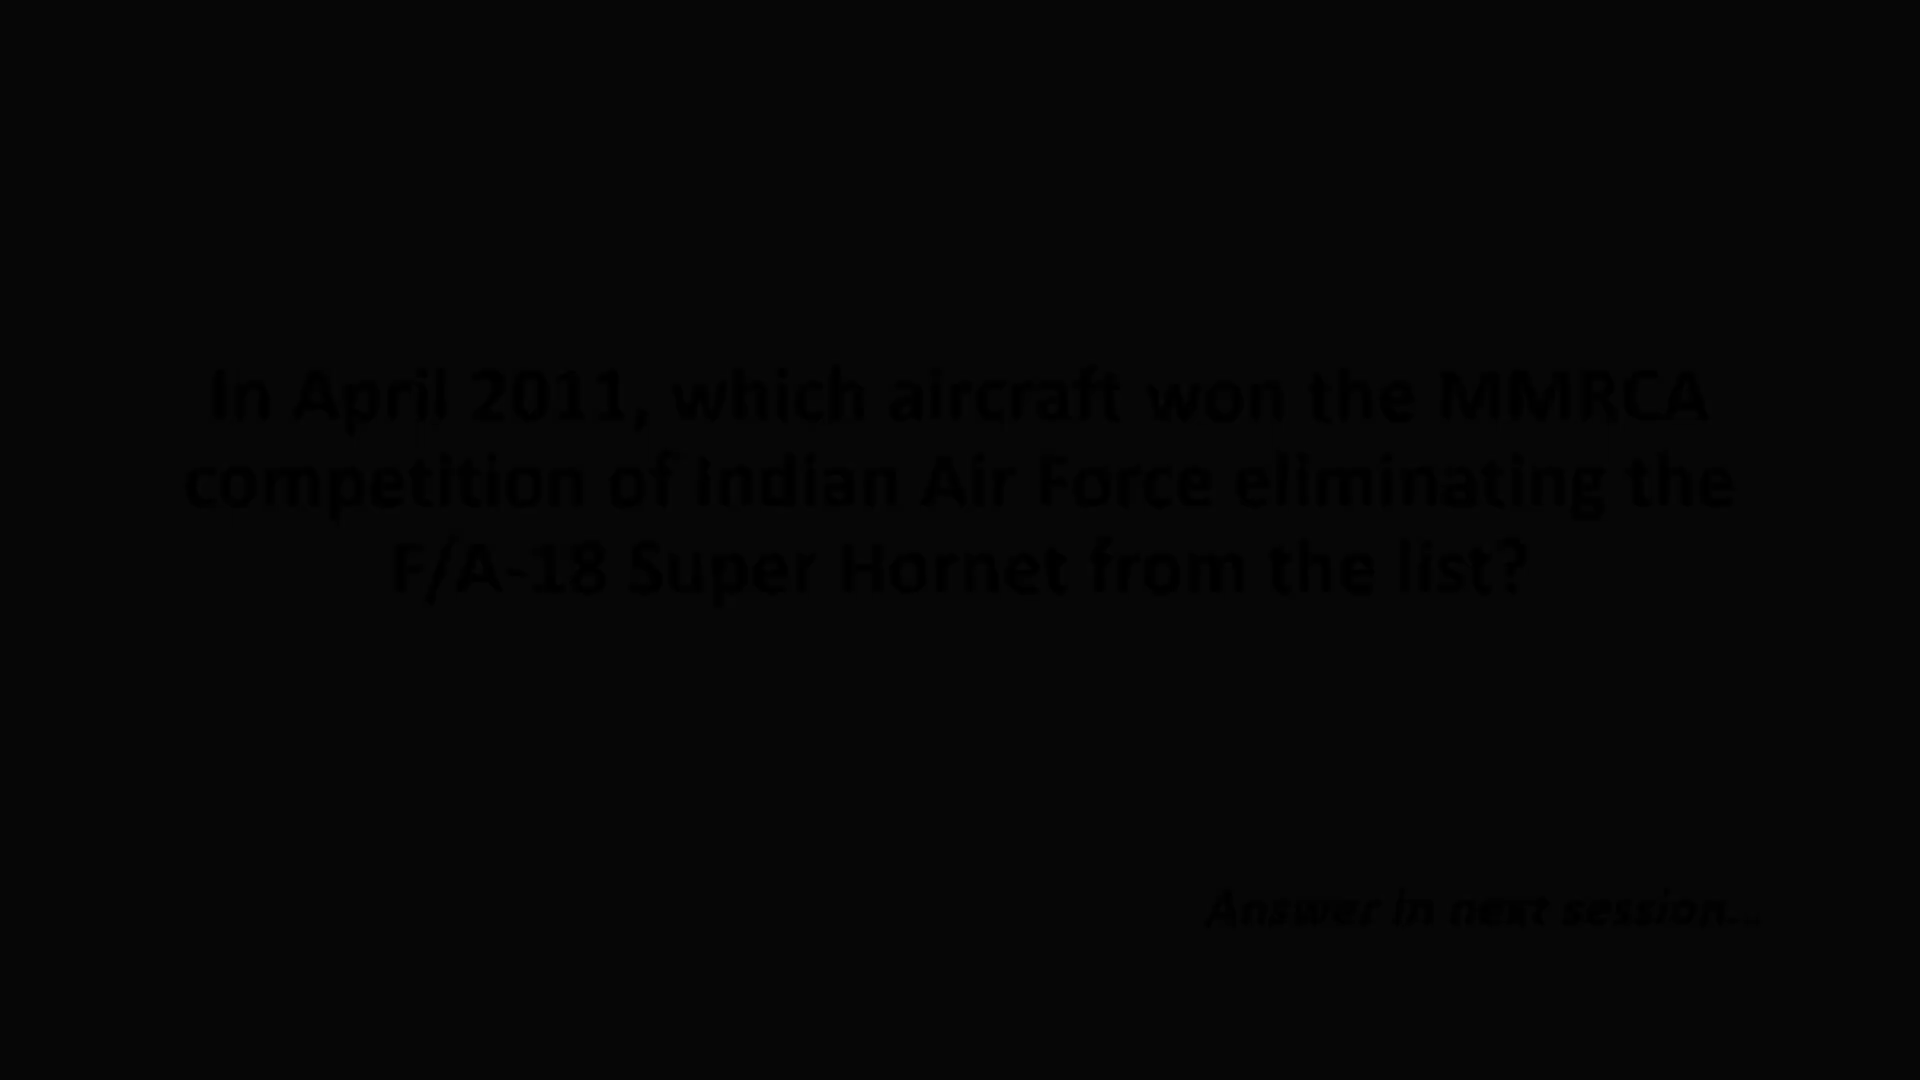 In April 2011, which aircraft won the MMRCA
competition of Indian Air Force eliminating the
F/A-18 Super Hornet from the list?
Answer in next session...